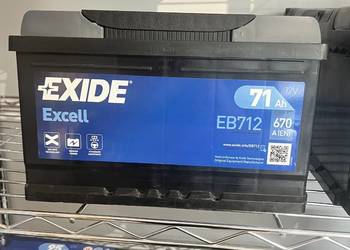 EXIDE
Excell
71 Ah
12V
EB712
670
A (EN)
www.exide.com/EB712